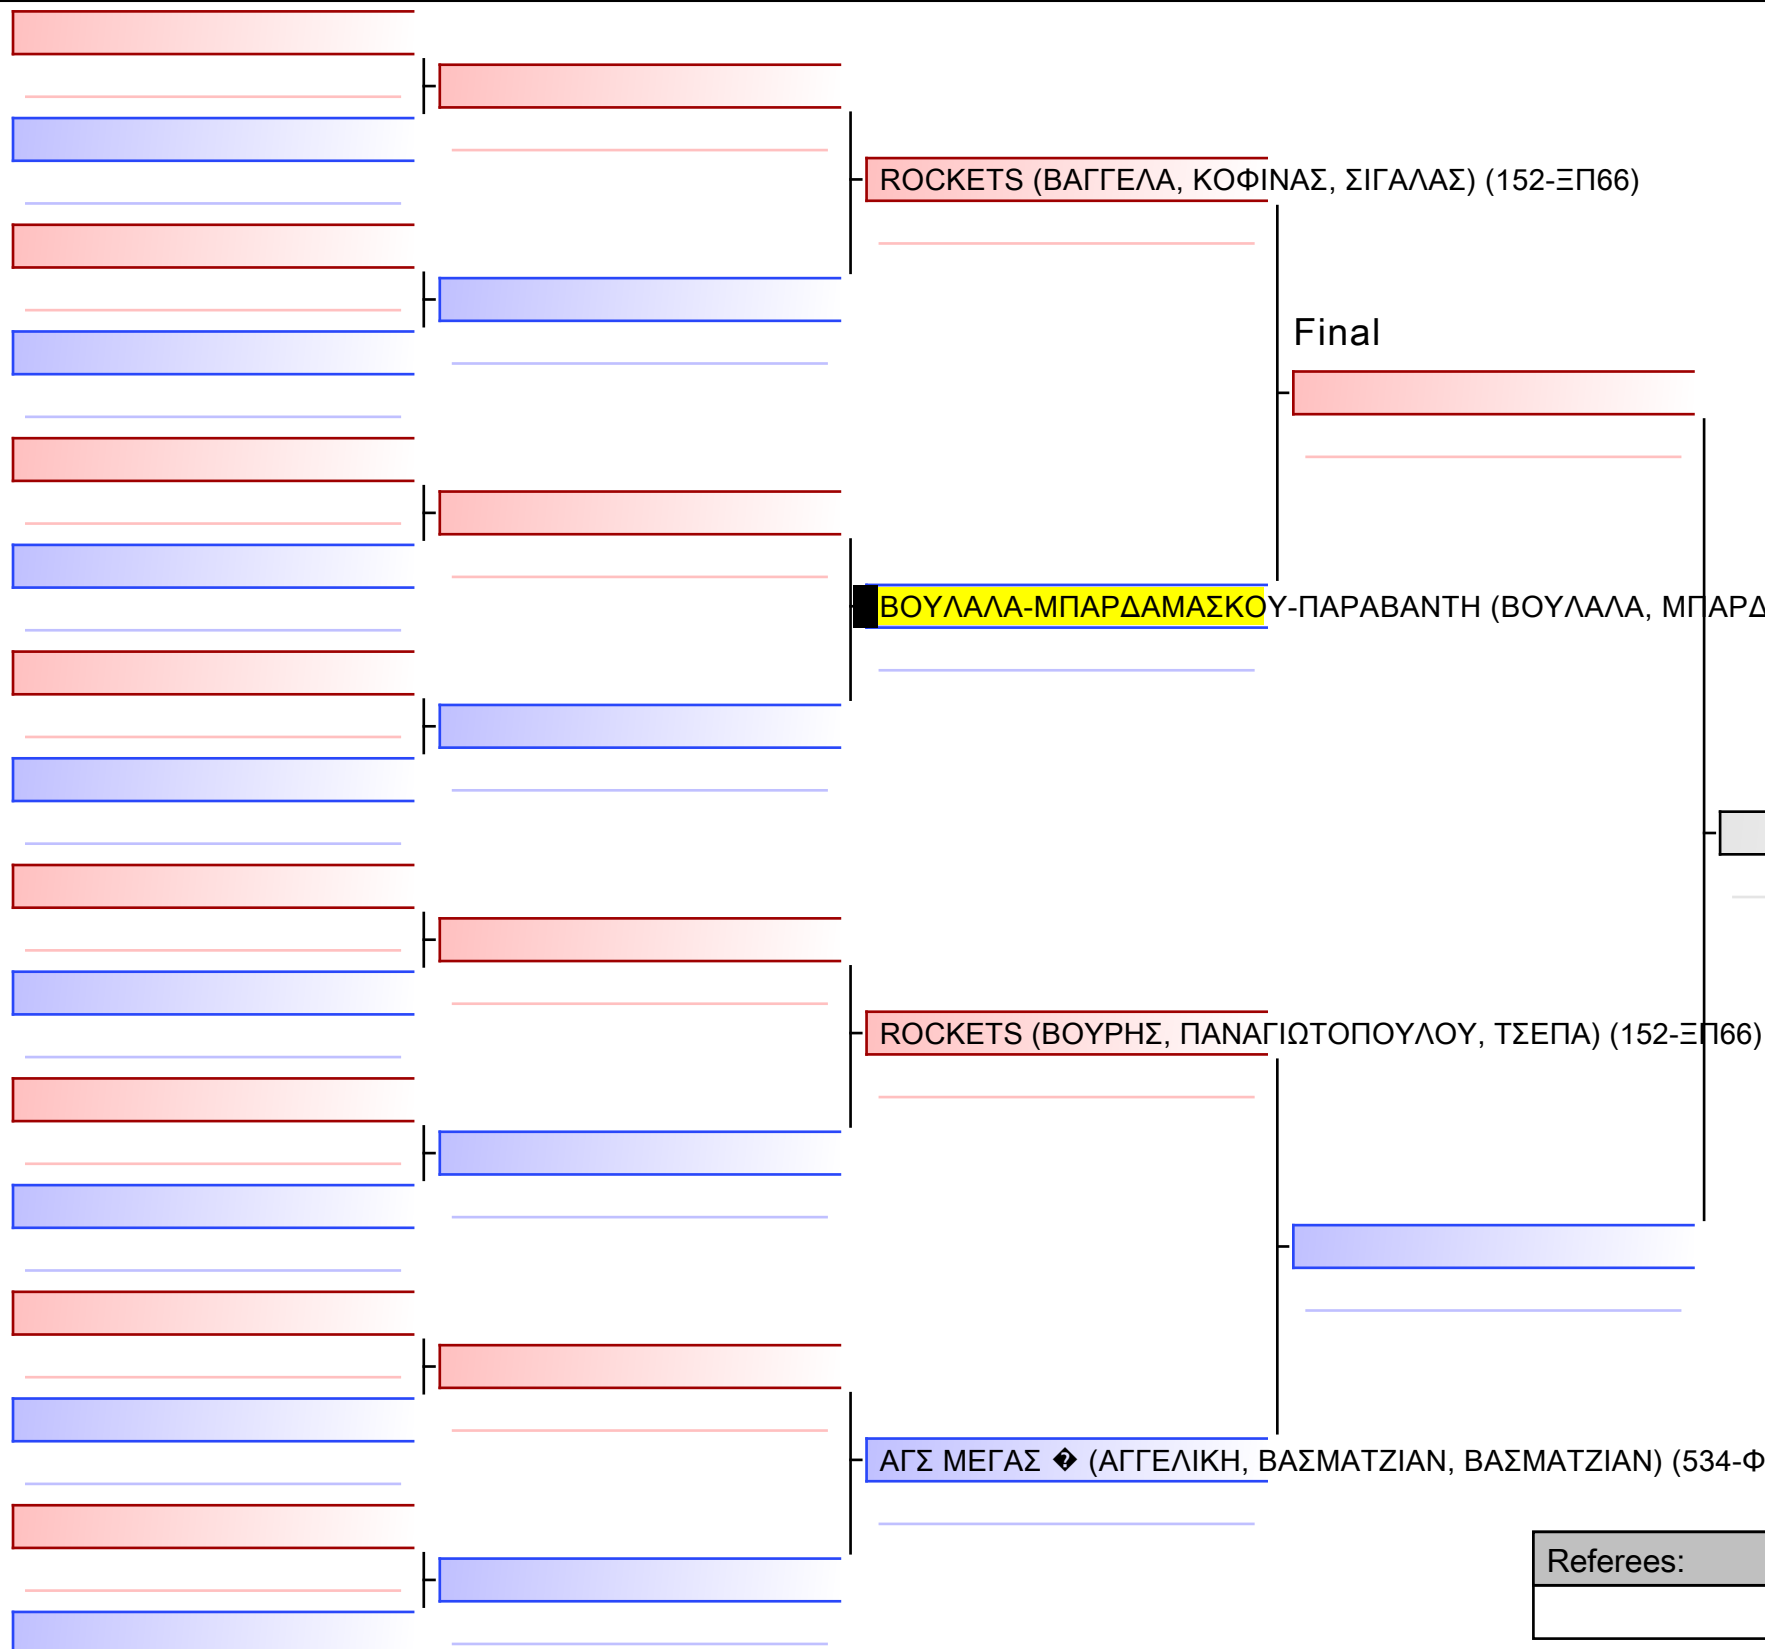 ROCKETS (ΒΑΓΓΕΛΑ, ΚΟΦΙΝΑΣ, ΣΙΓΑΛΑΣ) (152-ΞΠ66)
Final
ΒΟΥΛΑΛΑ-ΜΠΑΡΔΑΜΑΣΚΟΥ-ΠΑΡΑΒΑΝΤΗ (ΒΟΥΛΑΛΑ, ΜΠΑΡΔ
ROCKETS (ΒΟΥΡΗΣ, ΠΑΝΑΓΙΩΤΟΠΟΥΛΟΥ, ΤΣΕΠΑ) (152-ΞΠ66)
ΑΓΣ ΜΕΓΑΣ � (ΑΓΓΕΛΙΚΗ, ΒΑΣΜΑΤΖΙΑΝ, ΒΑΣΜΑΤΖΙΑΝ) (534-Φ
Referees: